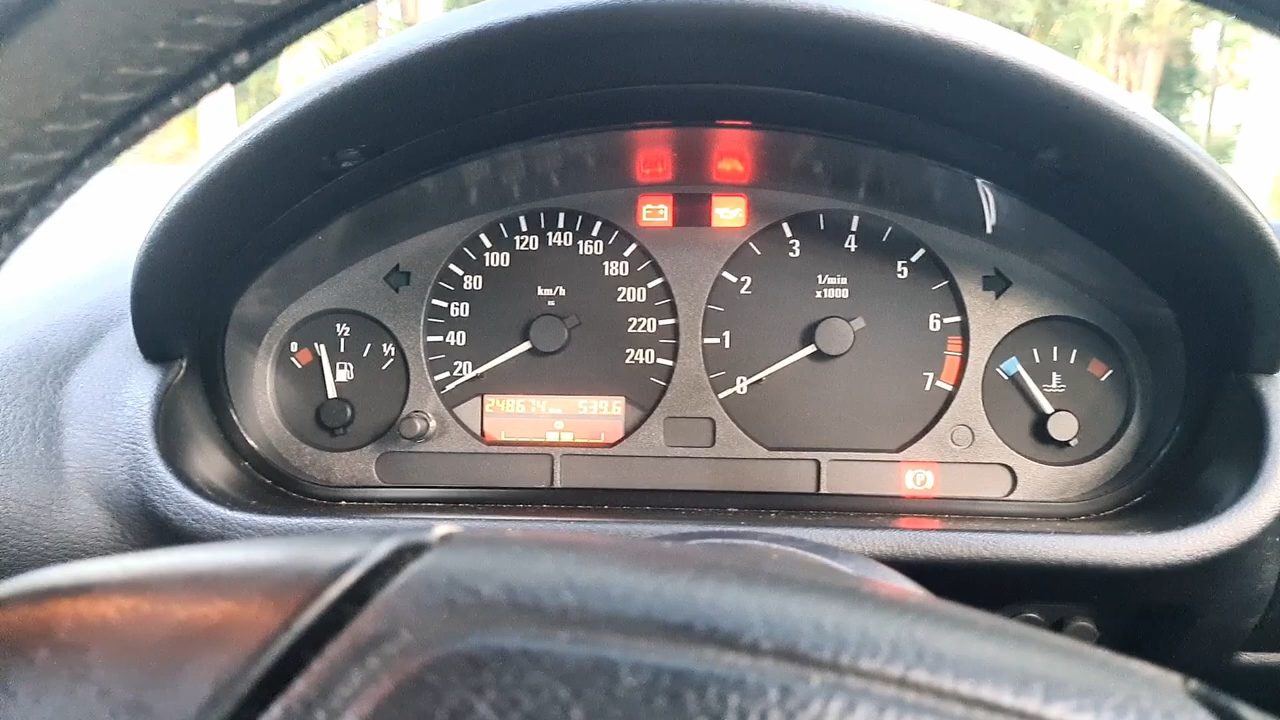 0 1/2 1/1
20 40 60 80 100 120 140 160 180 200 220 240
km/h
248674 539.6
0 1 2 3 4 5 6 7
1/min
x1000
P